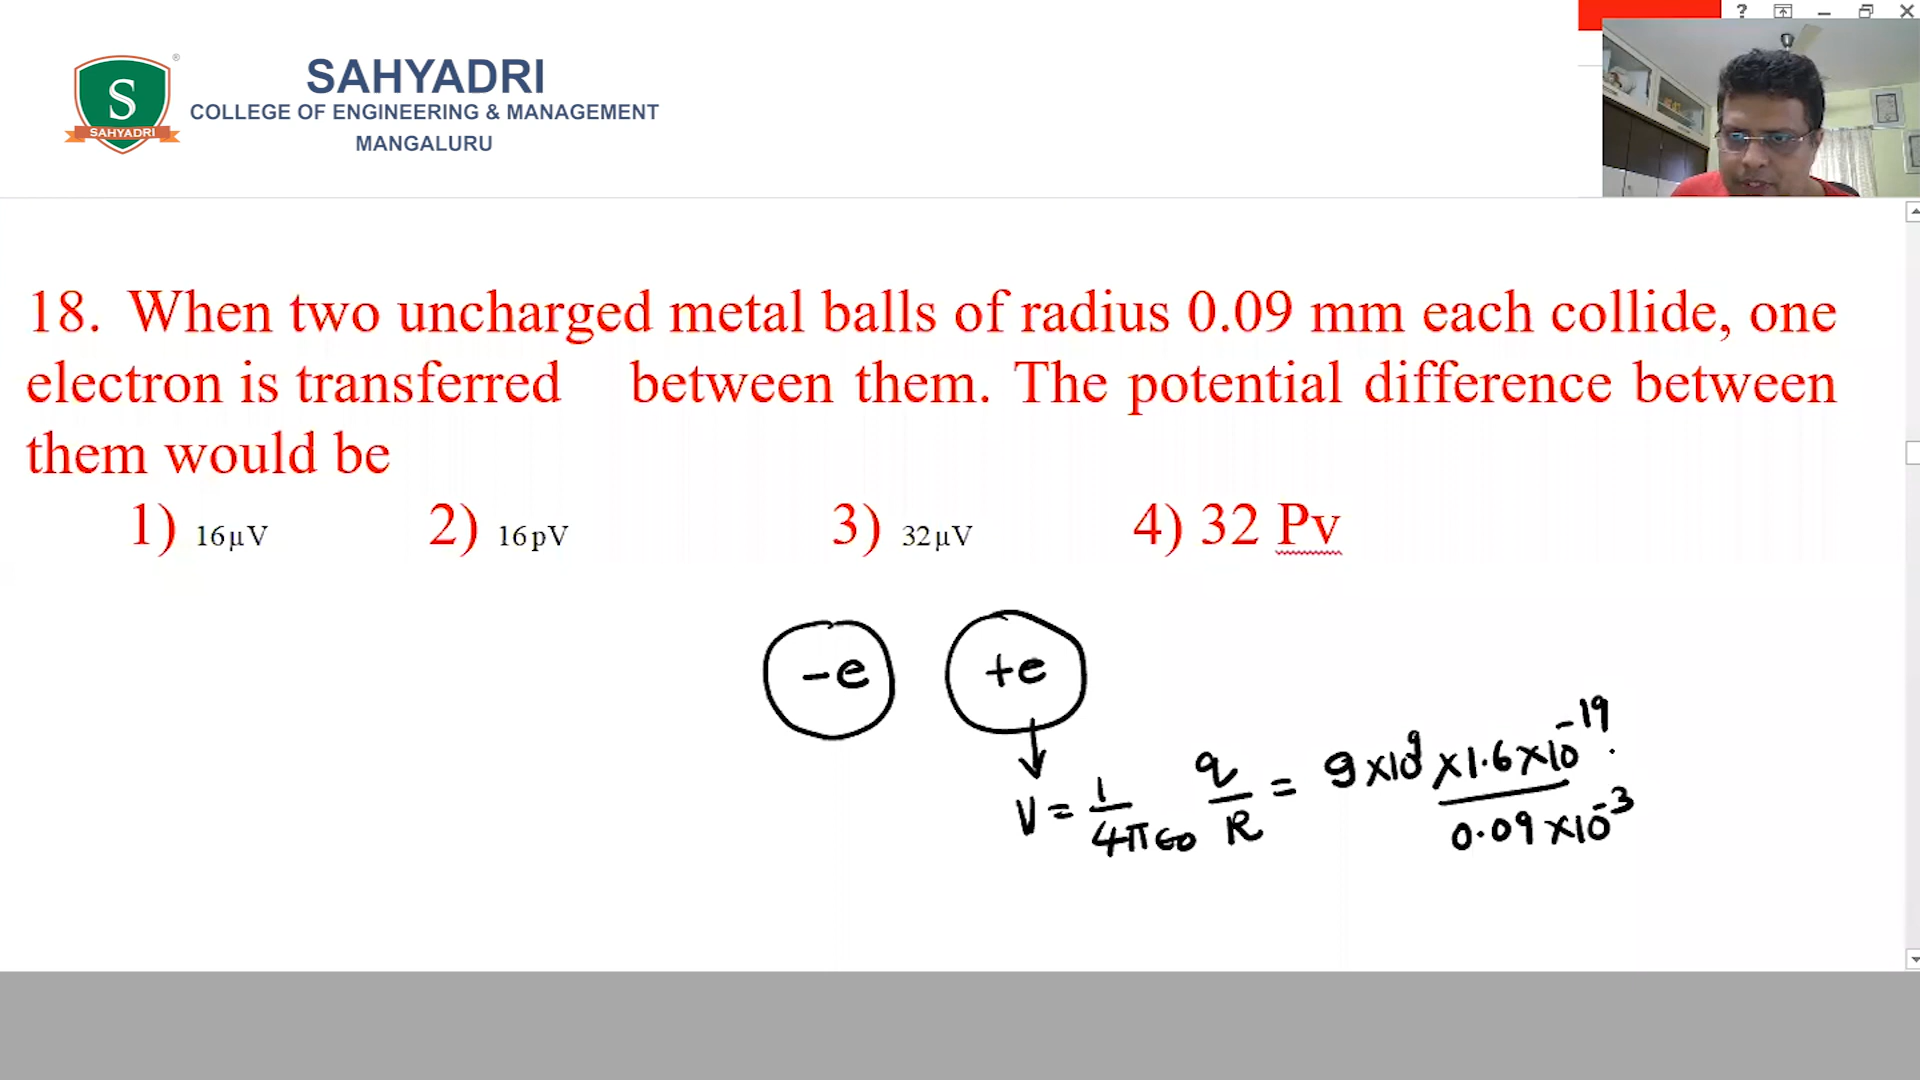 SAHYADRI
COLLEGE OF ENGINEERING & MANAGEMENT
MANGALURU
S
SAHYADRI
®
?
18. When two uncharged metal balls of radius 0.09 mm each collide, one
electron is transferred between them. The potential difference between
them would be
1) 16μV 2) 16pV 3) 32μV 4) 32 Pv
-e +e
V = 1/4π∈0 q/R = 9×10^9 × 1.6×10^-19 / 0.09×10^-3